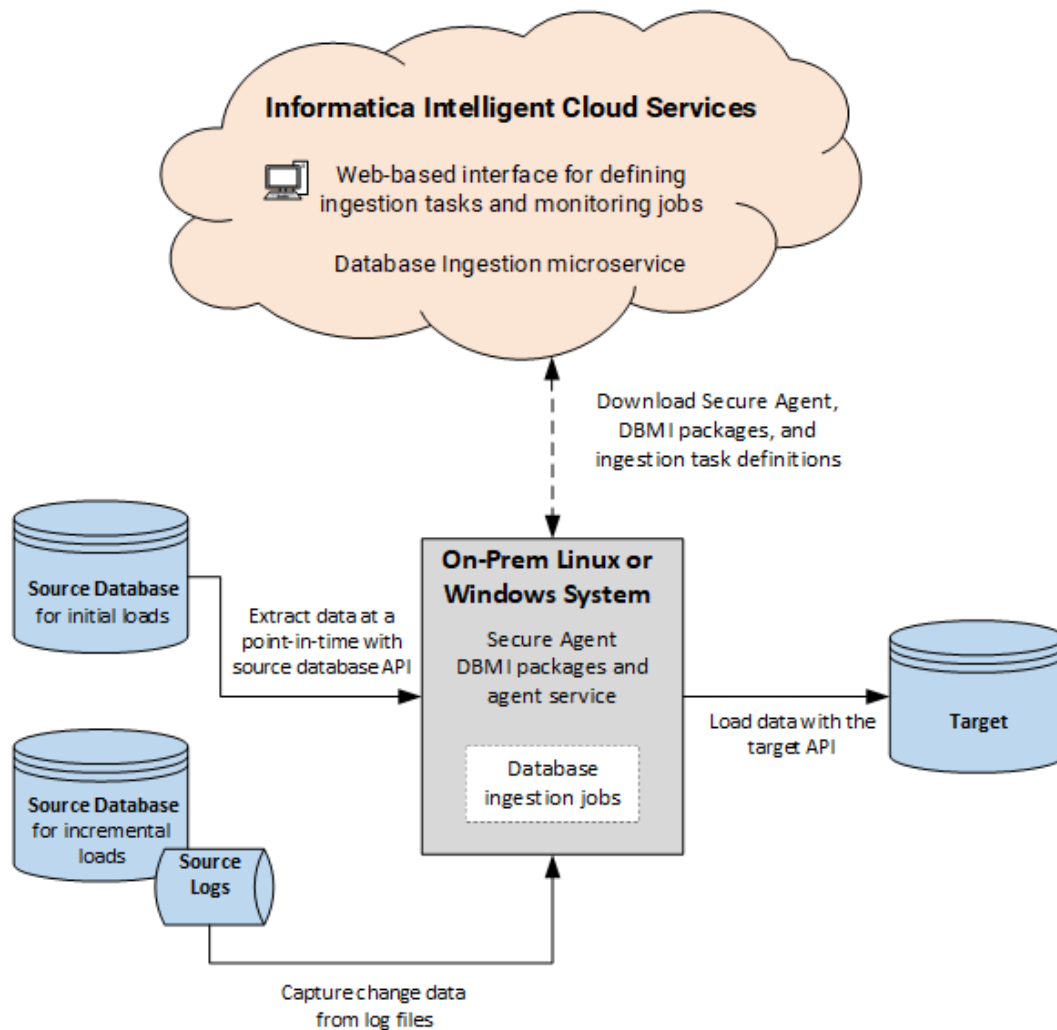 Informatica Intelligent Cloud Services
Web-based interface for defining
ingestion tasks and monitoring jobs
Database Ingestion microservice
Download Secure Agent,
DBMI packages, and
ingestion task definitions
Source Database
for initial loads
Extract data at a
point-in-time with
source database API
On-Prem Linux or
Windows System
Secure Agent
DBMI packages and
agent service
Database
ingestion jobs
Load data with the
target API
Target
Source Database
for incremental
loads
Source
Logs
Capture change data
from log files